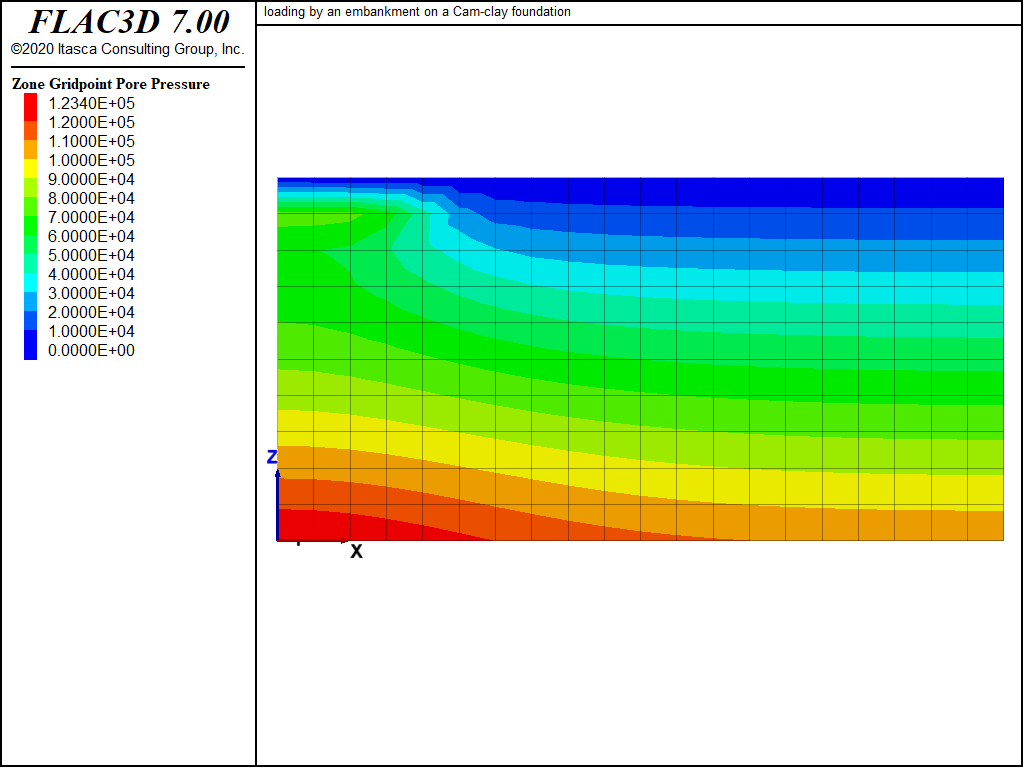 FLAC3D 7.00
©2020 Itasca Consulting Group, Inc.
Zone Gridpoint Pore Pressure
1.2340E+05
1.2000E+05
1.1000E+05
1.0000E+05
9.0000E+04
8.0000E+04
7.0000E+04
6.0000E+04
5.0000E+04
4.0000E+04
3.0000E+04
2.0000E+04
1.0000E+04
0.0000E+00
loading by an embankment on a Cam-clay foundation
Z
X